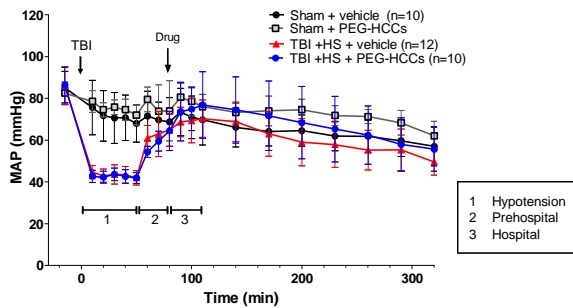 Sham + vehicle (n=10)
Sham + PEG-HCCs
TBI +HS + vehicle (n=12)
TBI +HS + PEG-HCCs (n=10)
TBI
Drug
MAP (mmHg)
120
100
80
60
40
20
0
1
2
3
0
100
200
300
Time (min)
1 Hypotension
2 Prehospital
3 Hospital